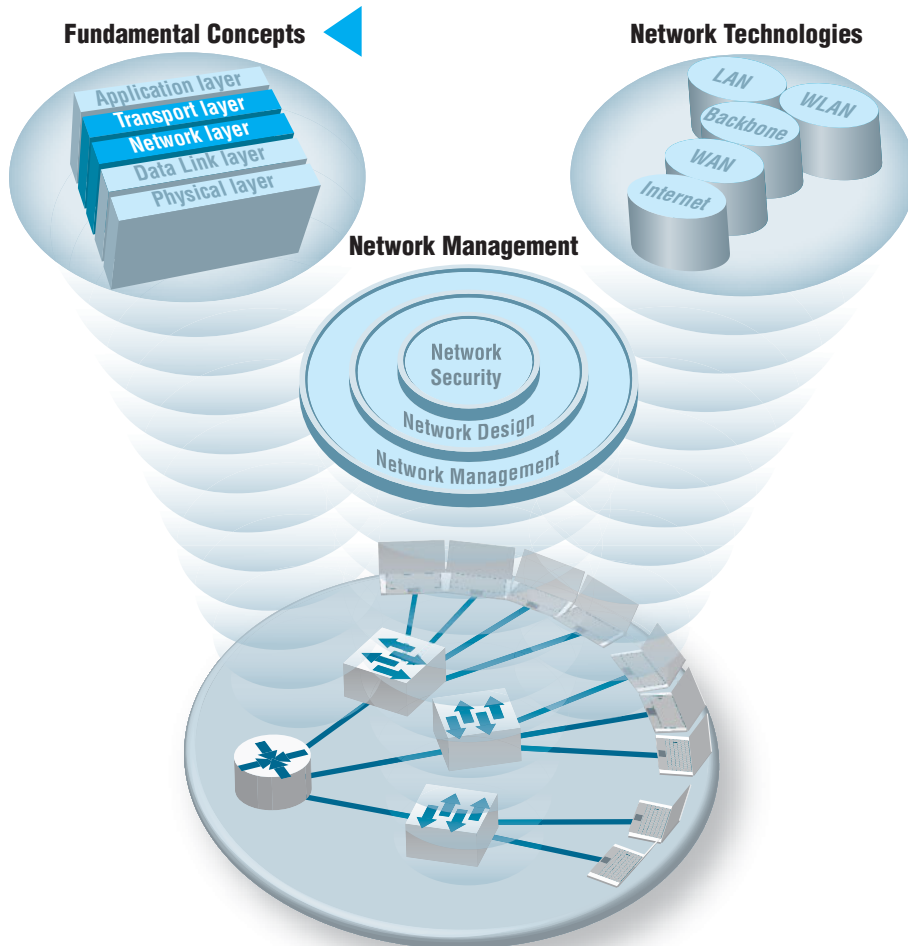 Fundamental Concepts
Network Technologies
Application layer
Transport layer
Network layer
Data Link layer
Physical layer
LAN
WLAN
Backbone
WAN
Internet
Network Management
Network
Security
Network Design
Network Management